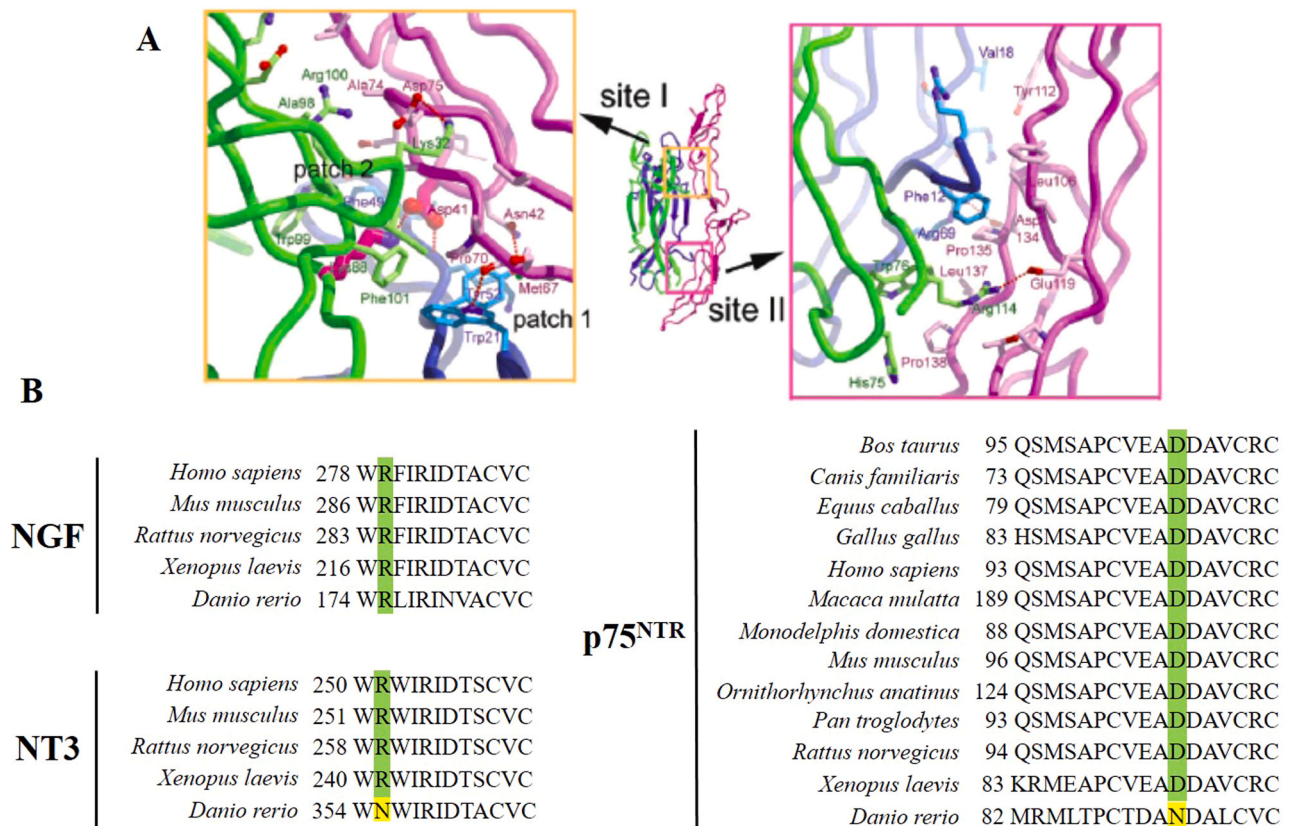 A
Arg100
Ala98
Ala74
Asp75
Lys32
patch 2
Phe49
Asp41
Asn42
Trp99
Pro70
Phe101
Met67
patch 1
Trp21
site I
site II
Val18
Tyr112
Leu106
Phe12
Asp
134
Arg69
Pro135
Trp76
Leu137
Glu119
Arg114
Pro138
His75
B
NGF
Homo sapiens 278 WRFIRIDTACVC
Mus musculus 286 WRFIRIDTACVC
Rattus norvegicus 283 WRFIRIDTACVC
Xenopus laevis 216 WRFIRIDTACVC
Danio rerio 174 WRLIRINVACVC
NT3
Homo sapiens 250 WRWIRIDTSCVC
Mus musculus 251 WRWIRIDTSCVC
Rattus norvegicus 258 WRWIRIDTSCVC
Xenopus laevis 240 WRWIRIDTSCVC
Danio rerio 354 WNWIRIDTACVC
p75NTR
Bos taurus 95 QSMSAPCVEADDAVCRC
Canis familiaris 73 QSMSAPCVEADDAVCRC
Equus caballus 79 QSMSAPCVEADDAVCRC
Gallus gallus 83 HSMSAPCVEADDAVCRC
Homo sapiens 93 QSMSAPCVEADDAVCRC
Macaca mulatta 189 QSMSAPCVEADDAVCRC
Monodelphis domestica 88 QSMSAPCVEADDAVCRC
Mus musculus 96 QSMSAPCVEADDAVCRC
Ornithorhynchus anatinus 124 QSMSAPCVEADDAVCRC
Pan troglodytes 93 QSMSAPCVEADDAVCRC
Rattus norvegicus 94 QSMSAPCVEADDAVCRC
Xenopus laevis 83 KRMEAPCVEADDAVCRC
Danio rerio 82 MRMLTPCTDANDALCVC